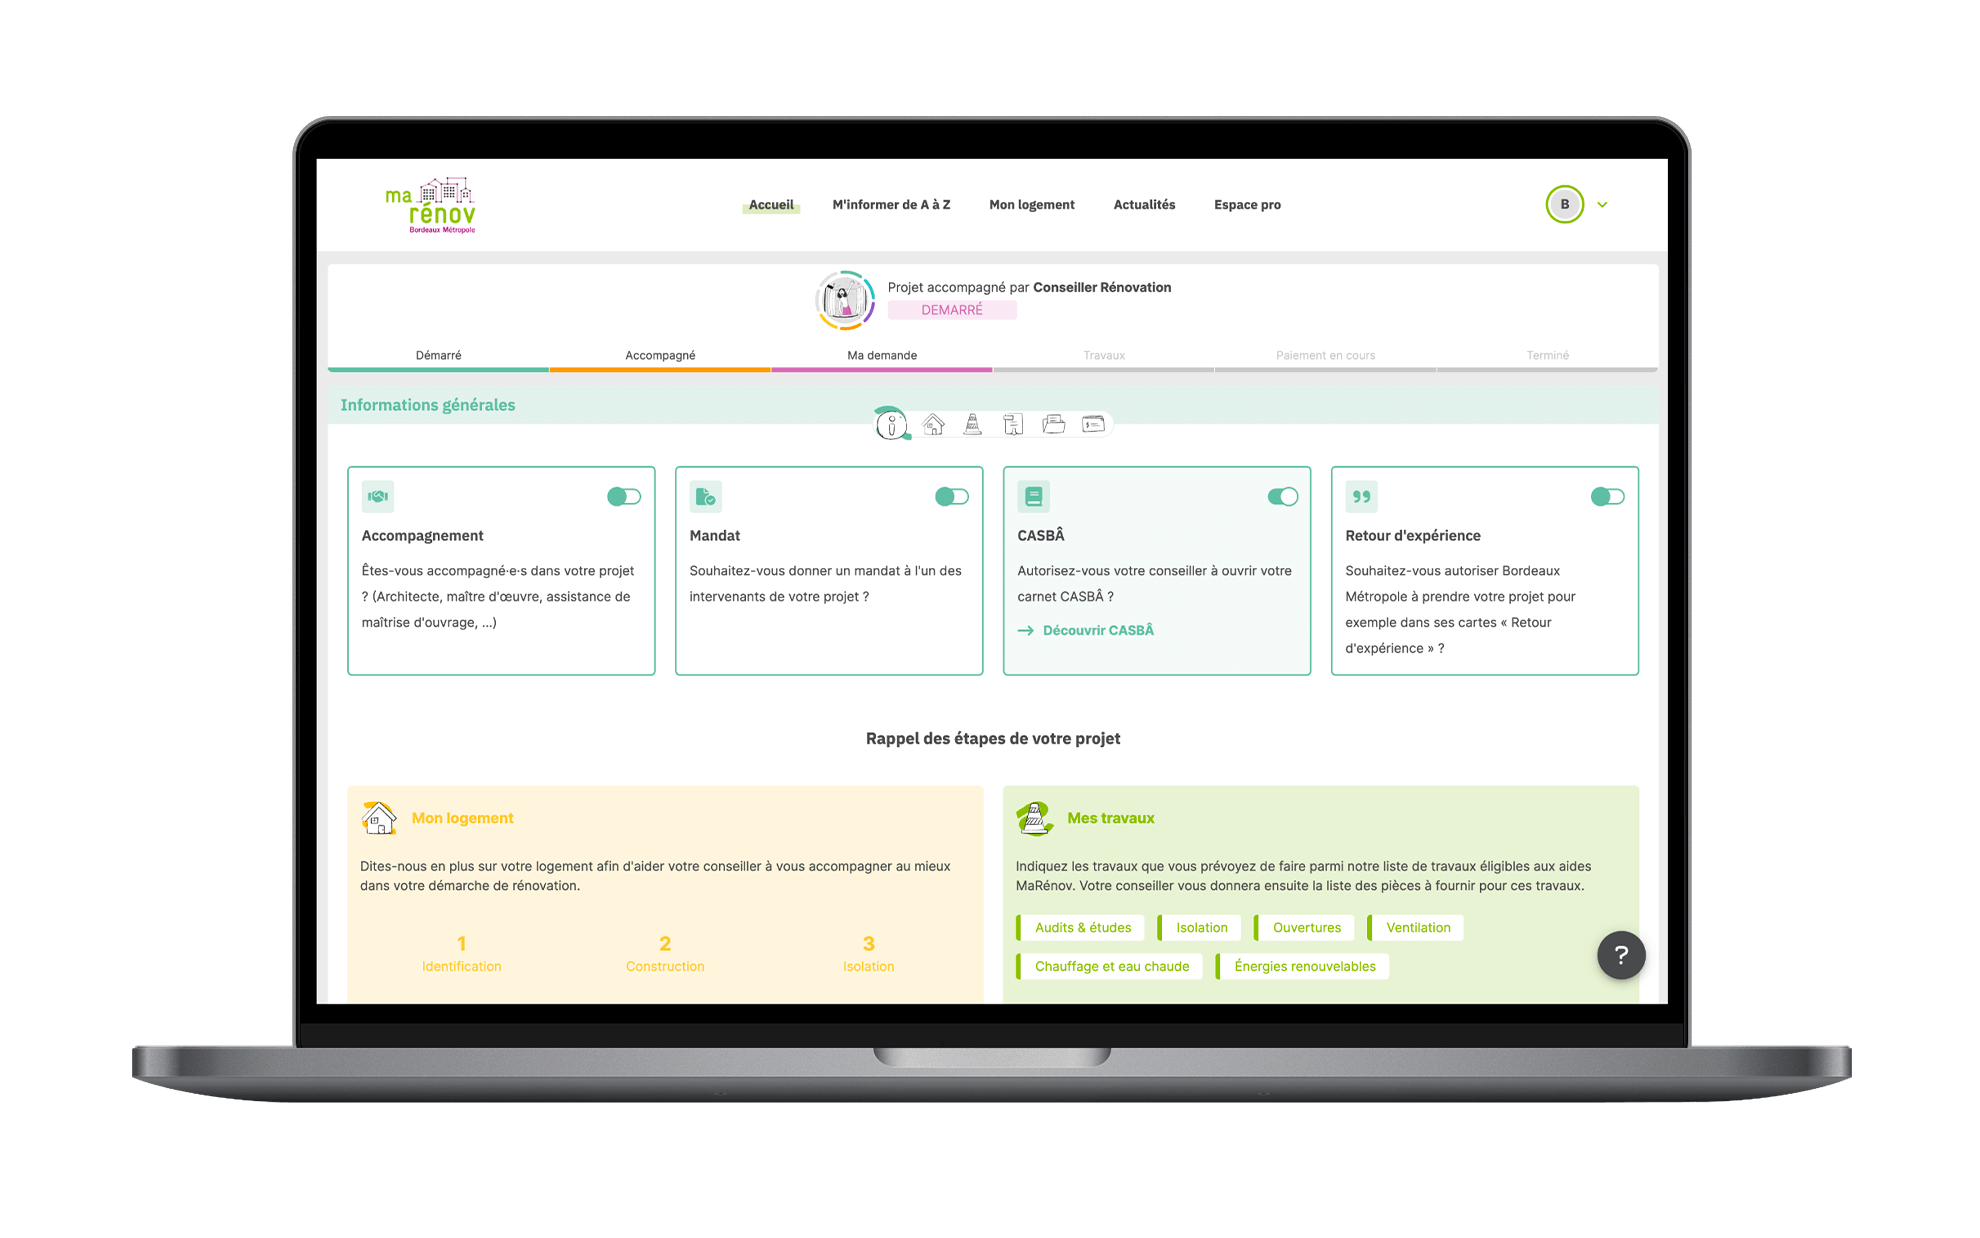 ma
rénov
Bordeaux Métropole
Accueil
M'informer de A à Z
Mon logement
Actualités
Espace pro
B
Projet accompagné par Conseiller Rénovation
DEMARRÉ
Démarré
Accompagné
Ma demande
Travaux
Paiement en cours
Terminé
Informations générales
Accompagnement
Êtes-vous accompagné·e·s dans votre projet
? (Architecte, maître d'œuvre, assistance de
maîtrise d'ouvrage, ...)
Mandat
Souhaitez-vous donner un mandat à l'un des
intervenants de votre projet ?
CASBÂ
Autorisez-vous votre conseiller à ouvrir votre
carnet CASBÂ ?
→ Découvrir CASBÂ
Retour d'expérience
Souhaitez-vous autoriser Bordeaux
Métropole à prendre votre projet pour
exemple dans ses cartes « Retour
d'expérience » ?
Rappel des étapes de votre projet
Mon logement
Dites-nous en plus sur votre logement afin d'aider votre conseiller à vous accompagner au mieux
dans votre démarche de rénovation.
1
Identification
2
Construction
3
Isolation
Mes travaux
Indiquez les travaux que vous prévoyez de faire parmi notre liste de travaux éligibles aux aides
MaRénov. Votre conseiller vous donnera ensuite la liste des pièces à fournir pour ces travaux.
Audits & études
Isolation
Ouvertures
Ventilation
Chauffage et eau chaude
Énergies renouvelables
?